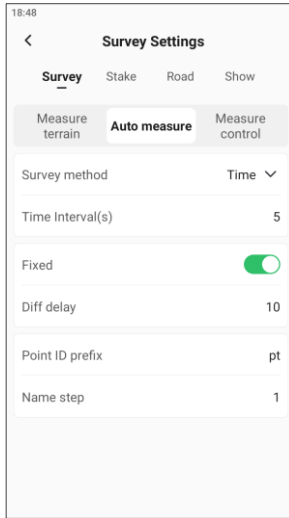 18:48
Survey Settings
Survey Stake Road Show
Measure terrain Auto measure Measure control
Survey method Time
Time Interval(s) 5
Fixed
Diff delay 10
Point ID prefix pt
Name step 1